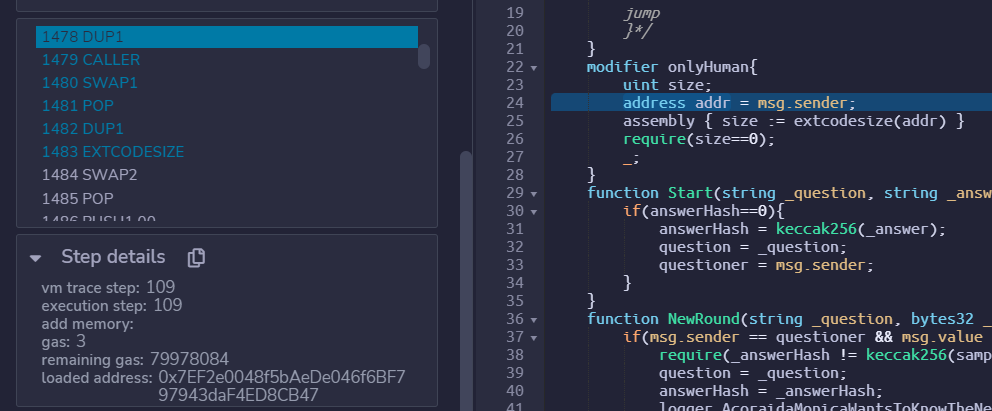 1478 DUP1
1479 CALLER
1480 SWAP1
1481 POP
1482 DUP1
1483 EXTCODESIZE
1484 SWAP2
1485 POP
1486 PUSH1 00
Step details
vm trace step: 109
execution step: 109
add memory:
gas: 3
remaining gas: 79978084
loaded address: 0x7EF2e0048f5bAeDe046f6BF7
97943daF4ED8CB47
19 jump
20 }*/
21 }
22 modifier onlyHuman{
23 uint size;
24 address addr = msg.sender;
25 assembly { size := extcodesize(addr) }
26 require(size==0);
27 _;
28 }
29 function Start(string _question, string _answ
30 if(answerHash==0){
31 answerHash = keccak256(_answer);
32 question = _question;
33 questioner = msg.sender;
34 }
35 }
36 function NewRound(string _question, bytes32 _
37 if(msg.sender == questioner && msg.value
38 require(_answerHash != keccak256(samp
39 question = _question;
40 answerHash = _answerHash;
41 logger.AcoraidaMonicaWantsToKnowTheNe